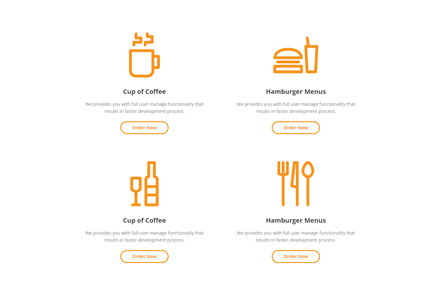 Cup of Coffee
We provides you with full user manage functionality that
results in faster development process.
Order Now
Hamburger Menus
We provides you with full user manage functionality that
results in faster development process.
Order Now
Cup of Coffee
We provides you with full user manage functionality that
results in faster development process.
Order Now
Hamburger Menus
We provides you with full user manage functionality that
results in faster development process.
Order Now